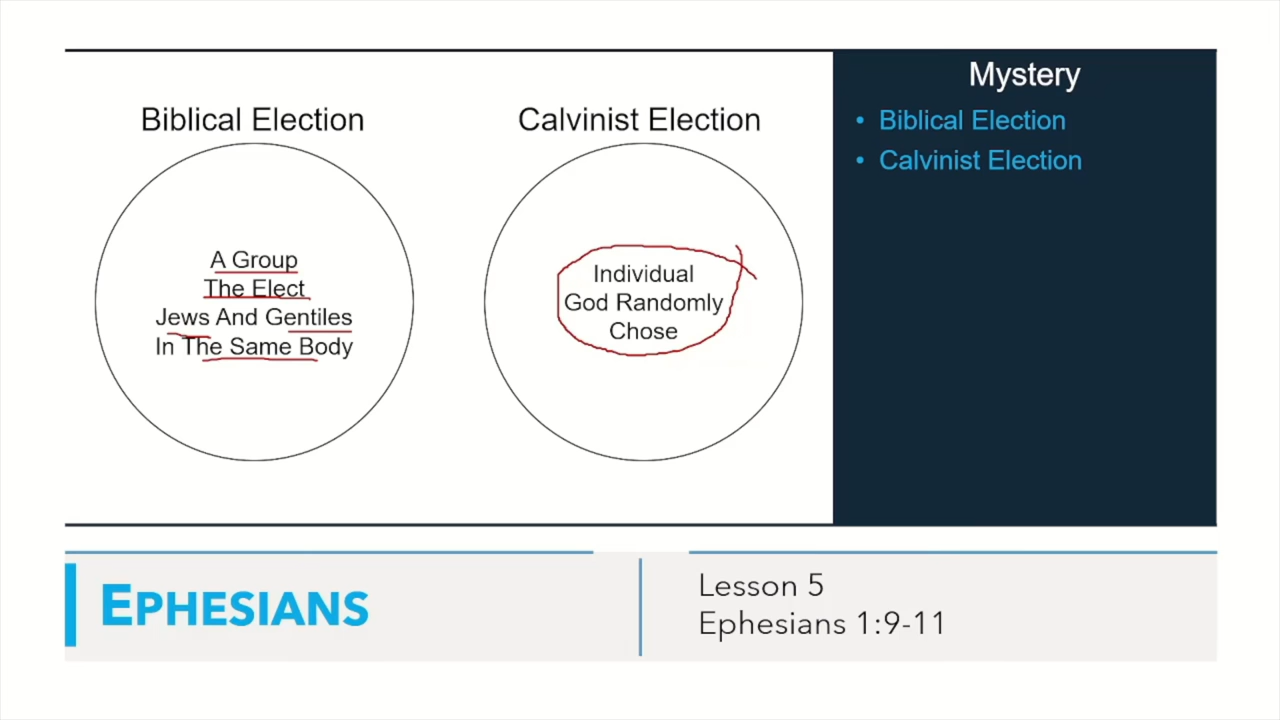 Biblical Election
A Group
The Elect
Jews And Gentiles
In The Same Body
Calvinist Election
Individual
God Randomly
Chose
Mystery
• Biblical Election
• Calvinist Election
EPHESIANS
Lesson 5
Ephesians 1:9-11